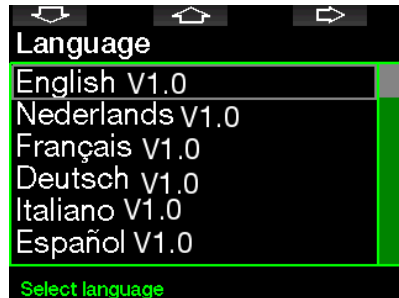 Language
English V1.0
Nederlands V1.0
Français V1.0
Deutsch V1.0
Italiano V1.0
Español V1.0
Select language